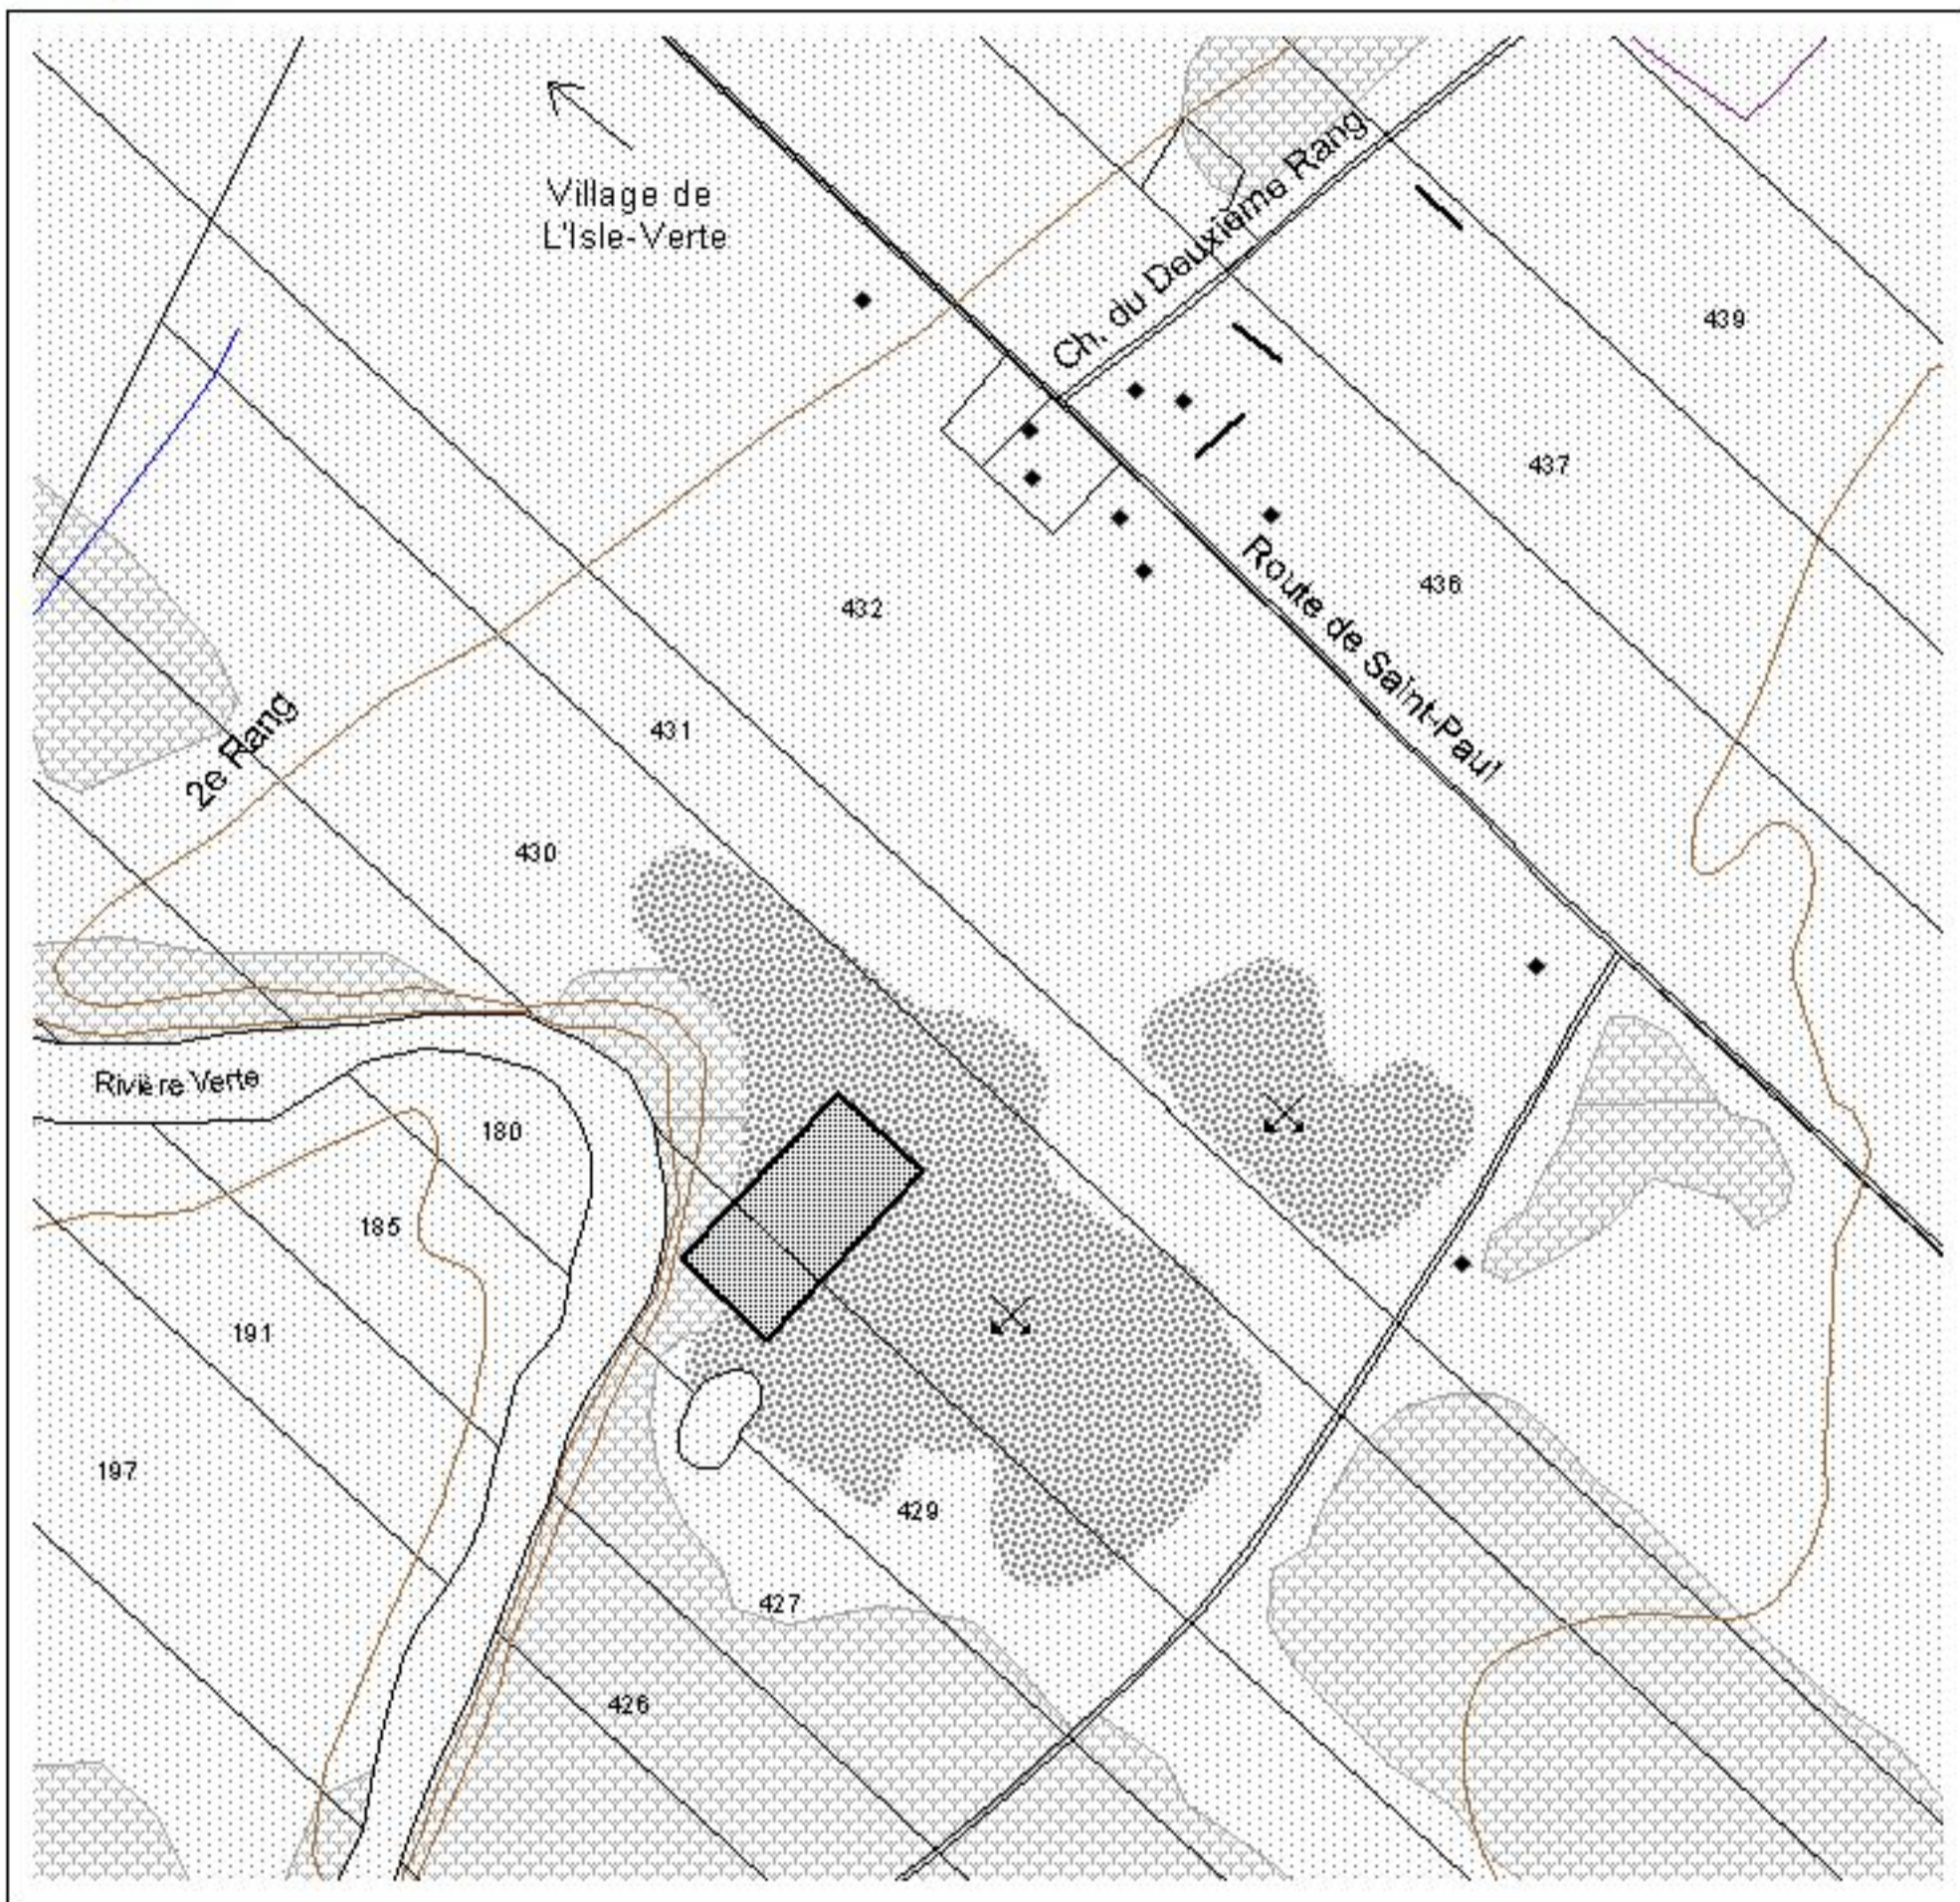 Village de
L'Isle-Verte
Ch. du Deuxième Rang
439
437
436
Route de Saint-Paul
432
431
2e Rang
430
Rivière Verte
180
185
191
197
429
427
426